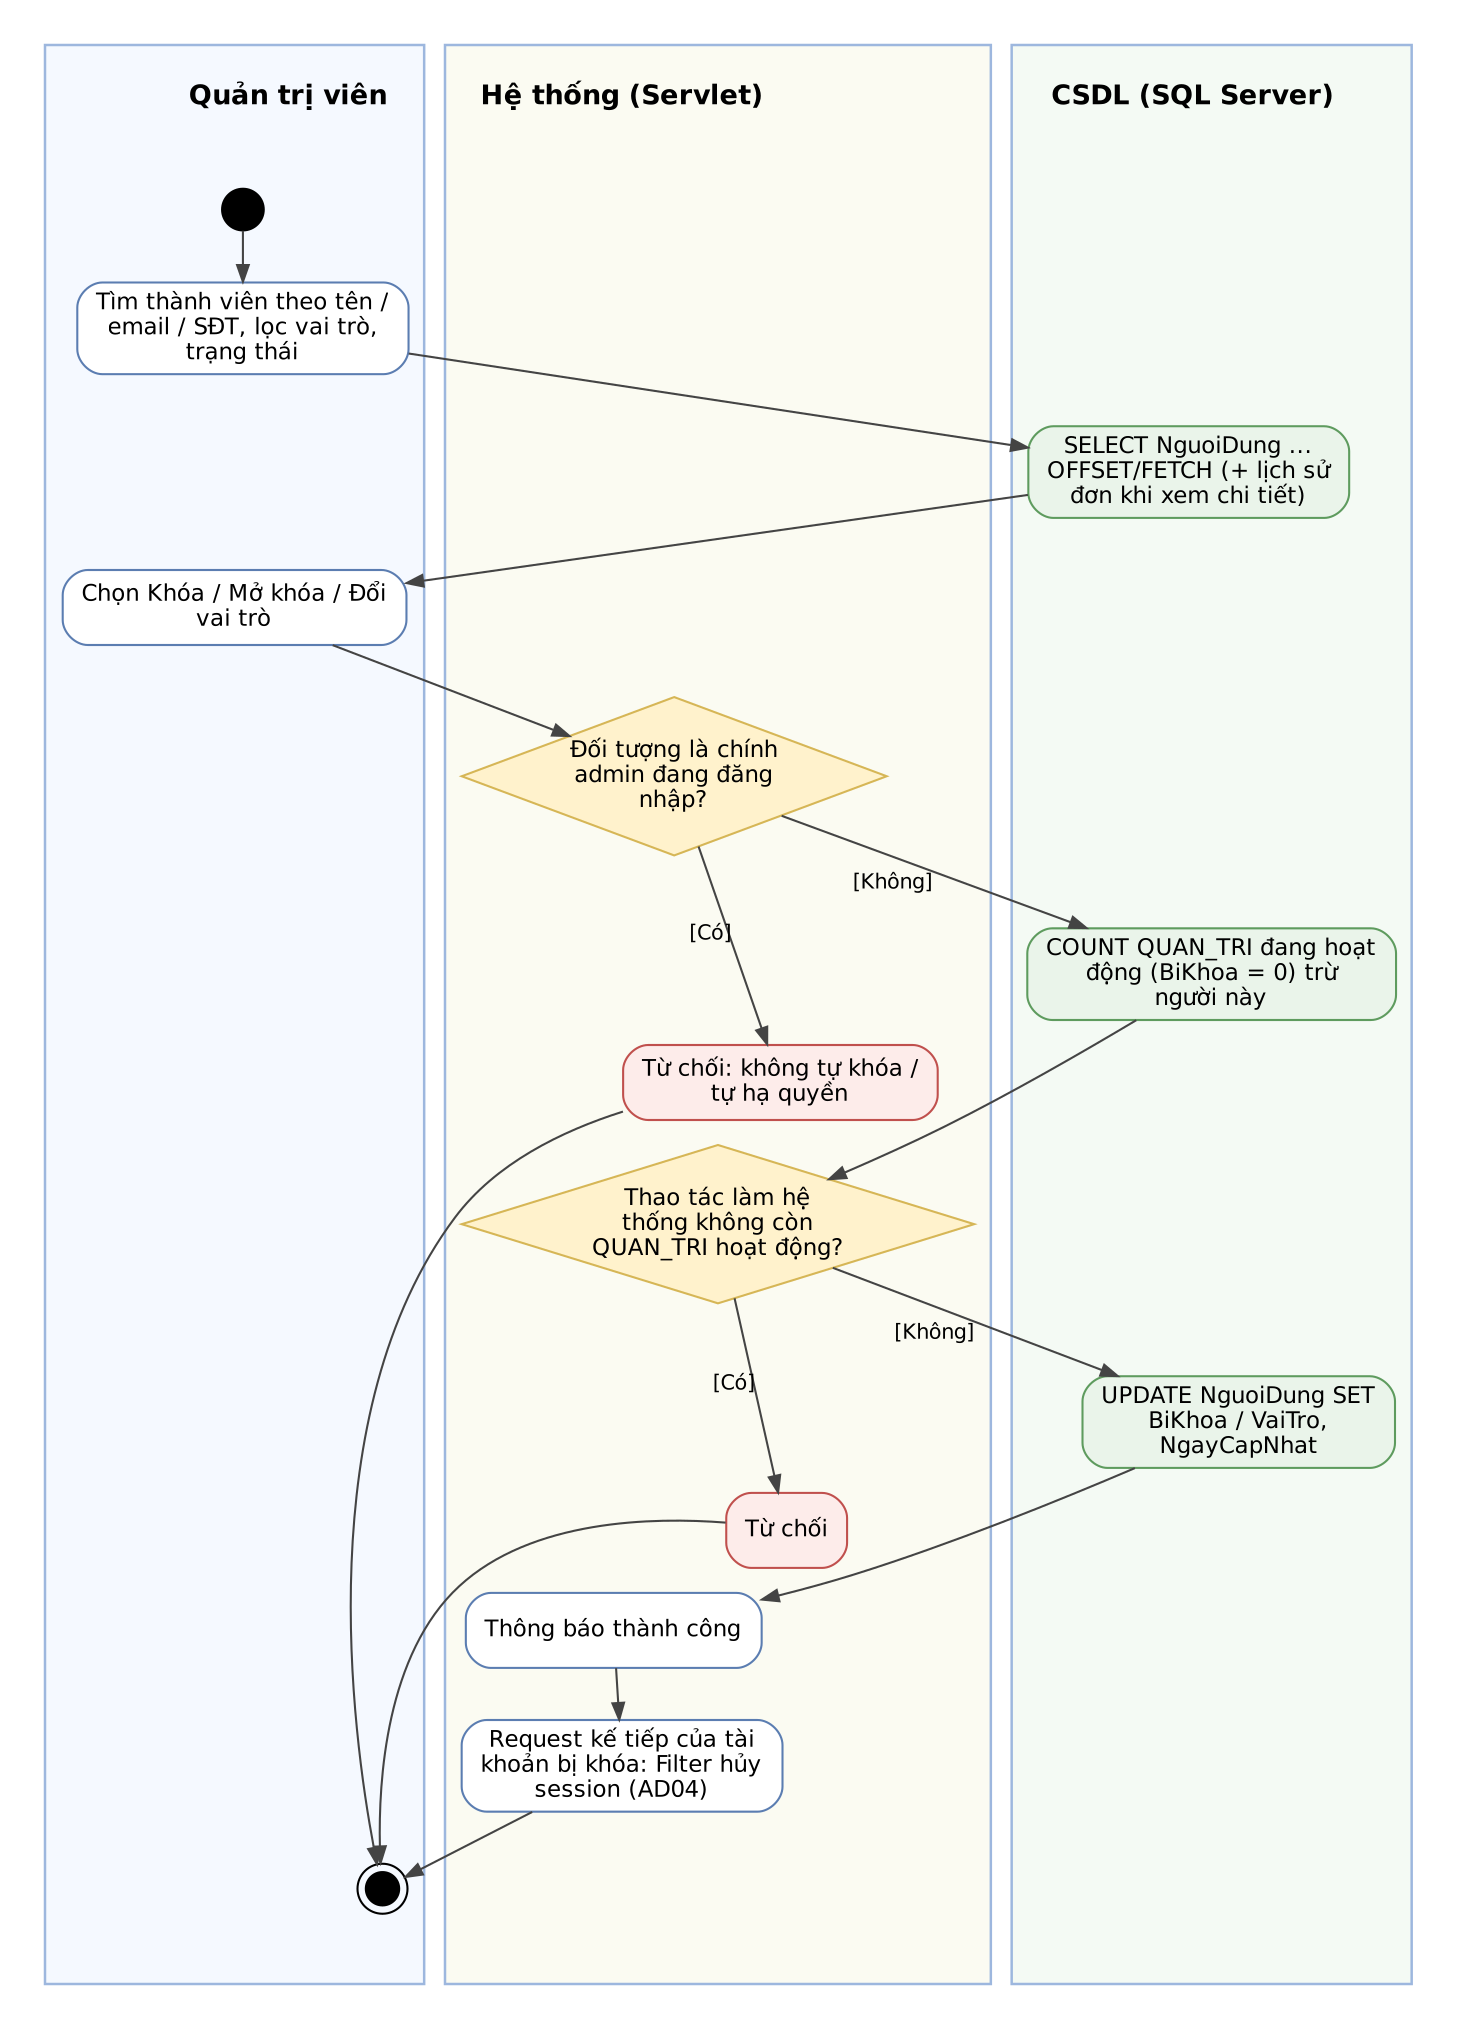 Quản trị viên
Hệ thống (Servlet)
CSDL (SQL Server)
Tìm thành viên theo tên /
email / SĐT, lọc vai trò,
trạng thái
SELECT NguoiDung …
OFFSET/FETCH (+ lịch sử
đơn khi xem chi tiết)
Chọn Khóa / Mở khóa / Đổi
vai trò
Đối tượng là chính
admin đang đăng
nhập?
[Không]
[Có]
COUNT QUAN_TRI đang hoạt
động (BiKhoa = 0) trừ
người này
Từ chối: không tự khóa /
tự hạ quyền
Thao tác làm hệ
thống không còn
QUAN_TRI hoạt động?
[Không]
[Có]
UPDATE NguoiDung SET
BiKhoa / VaiTro,
NgayCapNhat
Từ chối
Thông báo thành công
Request kế tiếp của tài
khoản bị khóa: Filter hủy
session (AD04)